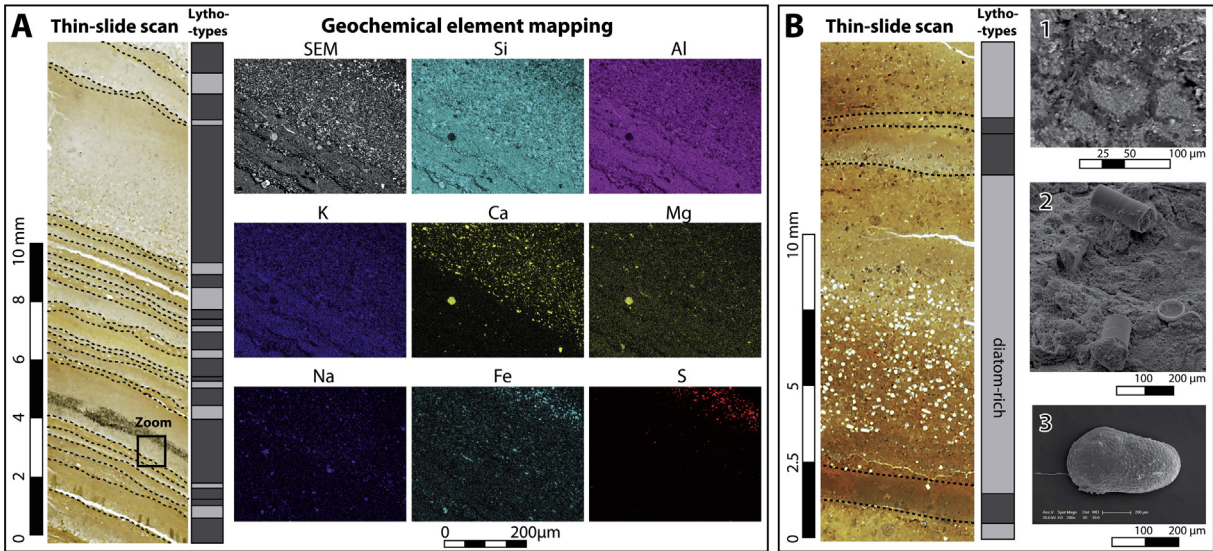 A
Thin-slide scan
Lytho-
-types
Geochemical element mapping
SEM
Si
Al
K
Ca
Mg
Na
Fe
S
10 mm
8
6
4
2
0
Zoom
0
200µm
B
Thin-slide scan
Lytho-
-types
10 mm
7.5
5
2.5
0
diatom-rich
1
25
50
100 µm
2
100
200 µm
3
100
200 µm